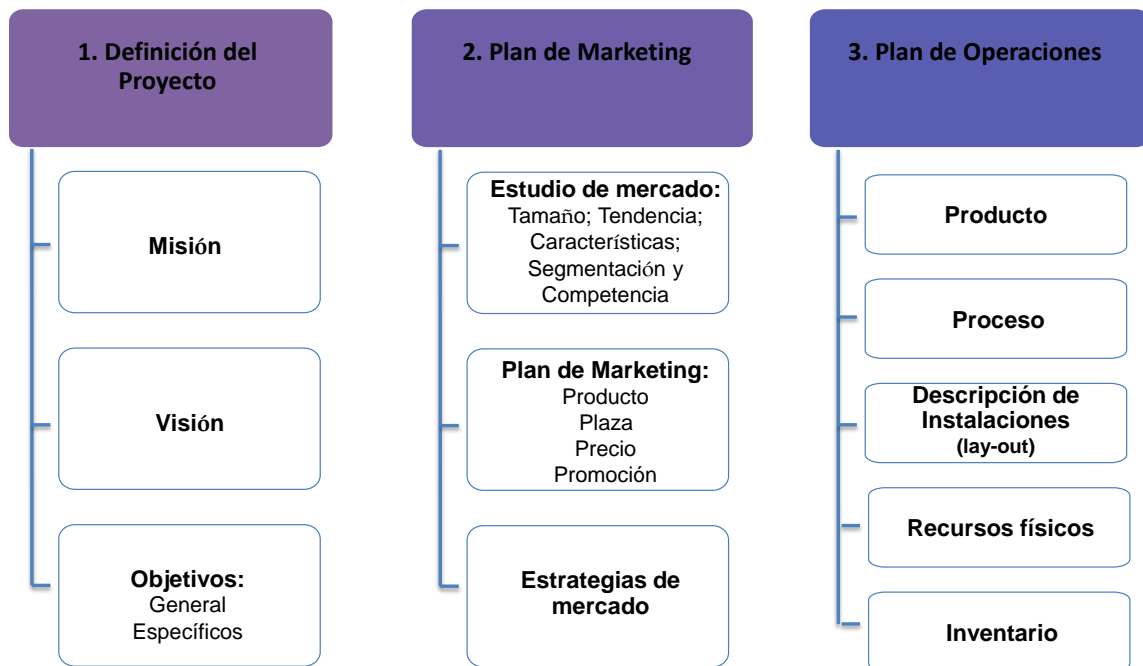 1. Definición del
Proyecto
Misión
Visión
Objetivos:
General
Específicos
2. Plan de Marketing
Estudio de mercado:
Tamaño; Tendencia;
Características;
Segmentación y
Competencia
Plan de Marketing:
Producto
Plaza
Precio
Promoción
Estrategias de
mercado
3. Plan de Operaciones
Producto
Proceso
Descripción de
Instalaciones
(lay-out)
Recursos físicos
Inventario